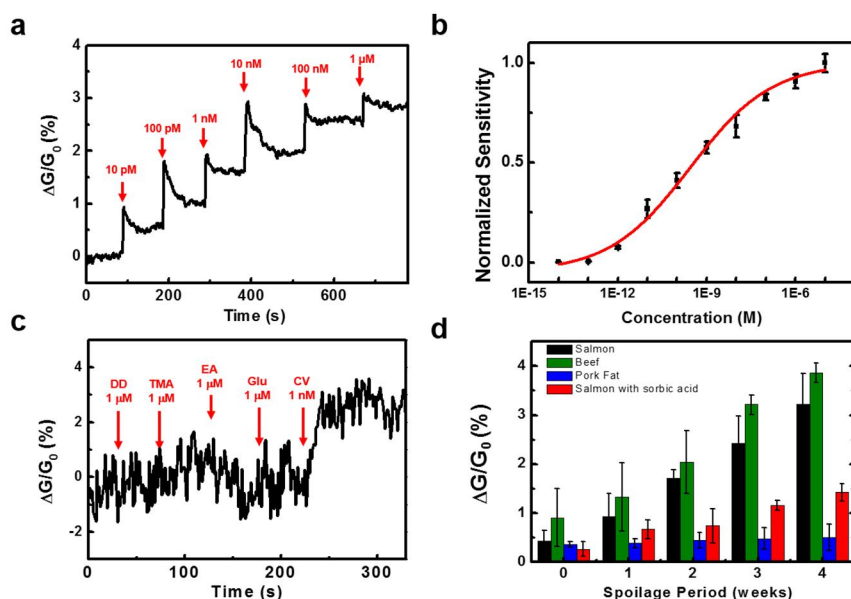 a
ΔG/G₀ (%)
4
3
2
1
0
10 pM
100 pM
1 nM
10 nM
100 nM
1 μM
0 200 400 600
Time (s)
b
Normalized Sensitivity
1.0
0.5
0.0
1E-15 1E-12 1E-9 1E-6
Concentration (M)
c
ΔG/G₀ (%)
6
4
2
0
-2
DD
1 μM
TMA
1 μM
EA
1 μM
Glu
1 μM
CV
1 nM
0 100 200 300
Time (s)
d
ΔG/G₀ (%)
4
3
2
1
0
Salmon
Beef
Pork Fat
Salmon with sorbic acid
0 1 2 3 4
Spoilage Period (weeks)